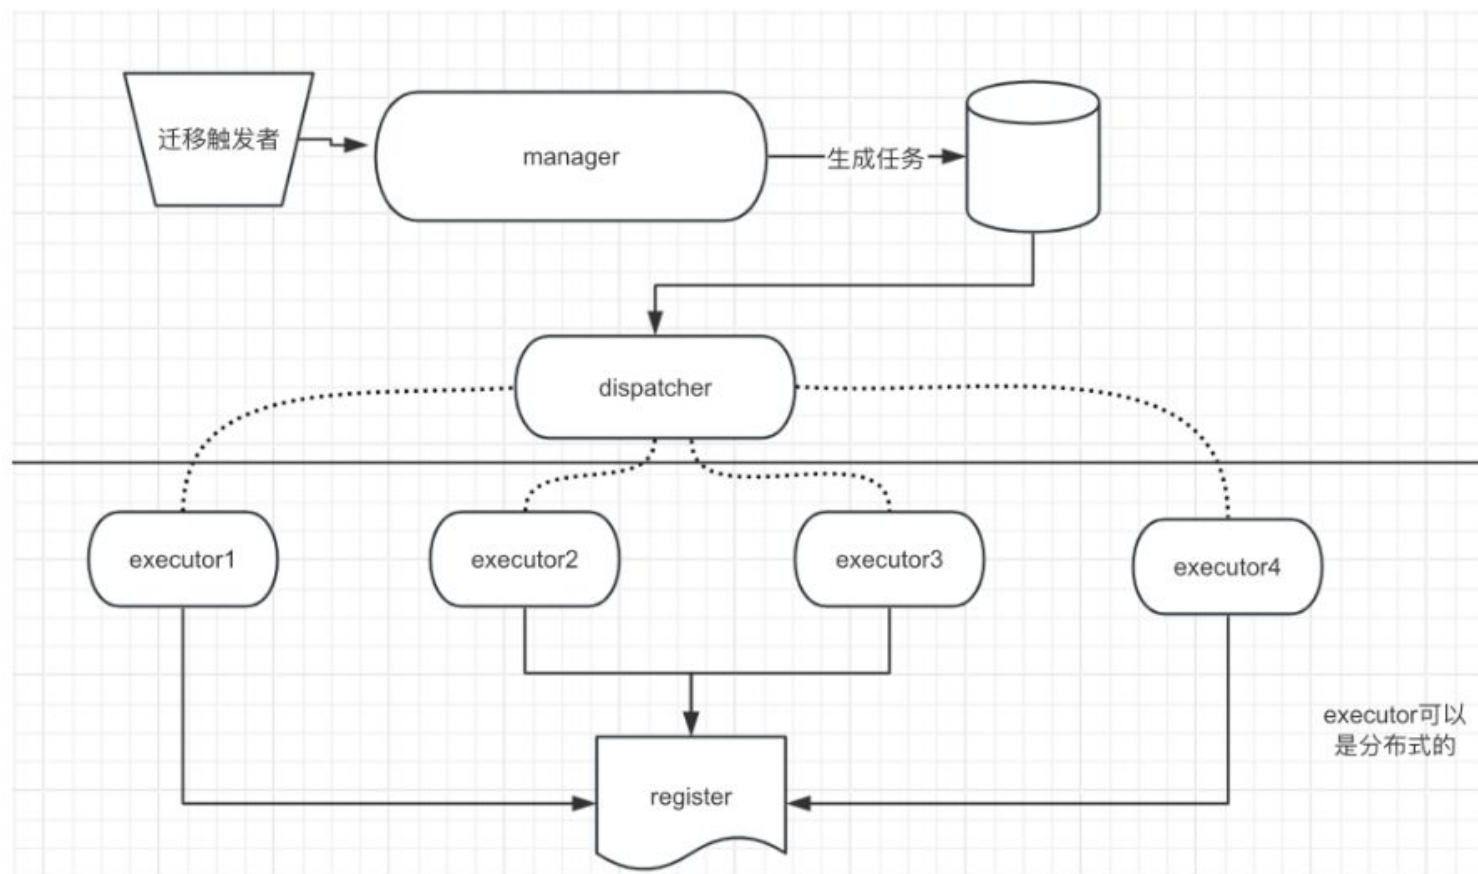 迁移触发者
manager
生成任务
dispatcher
executor1
executor2
executor3
executor4
executor可以
是分布式的
register